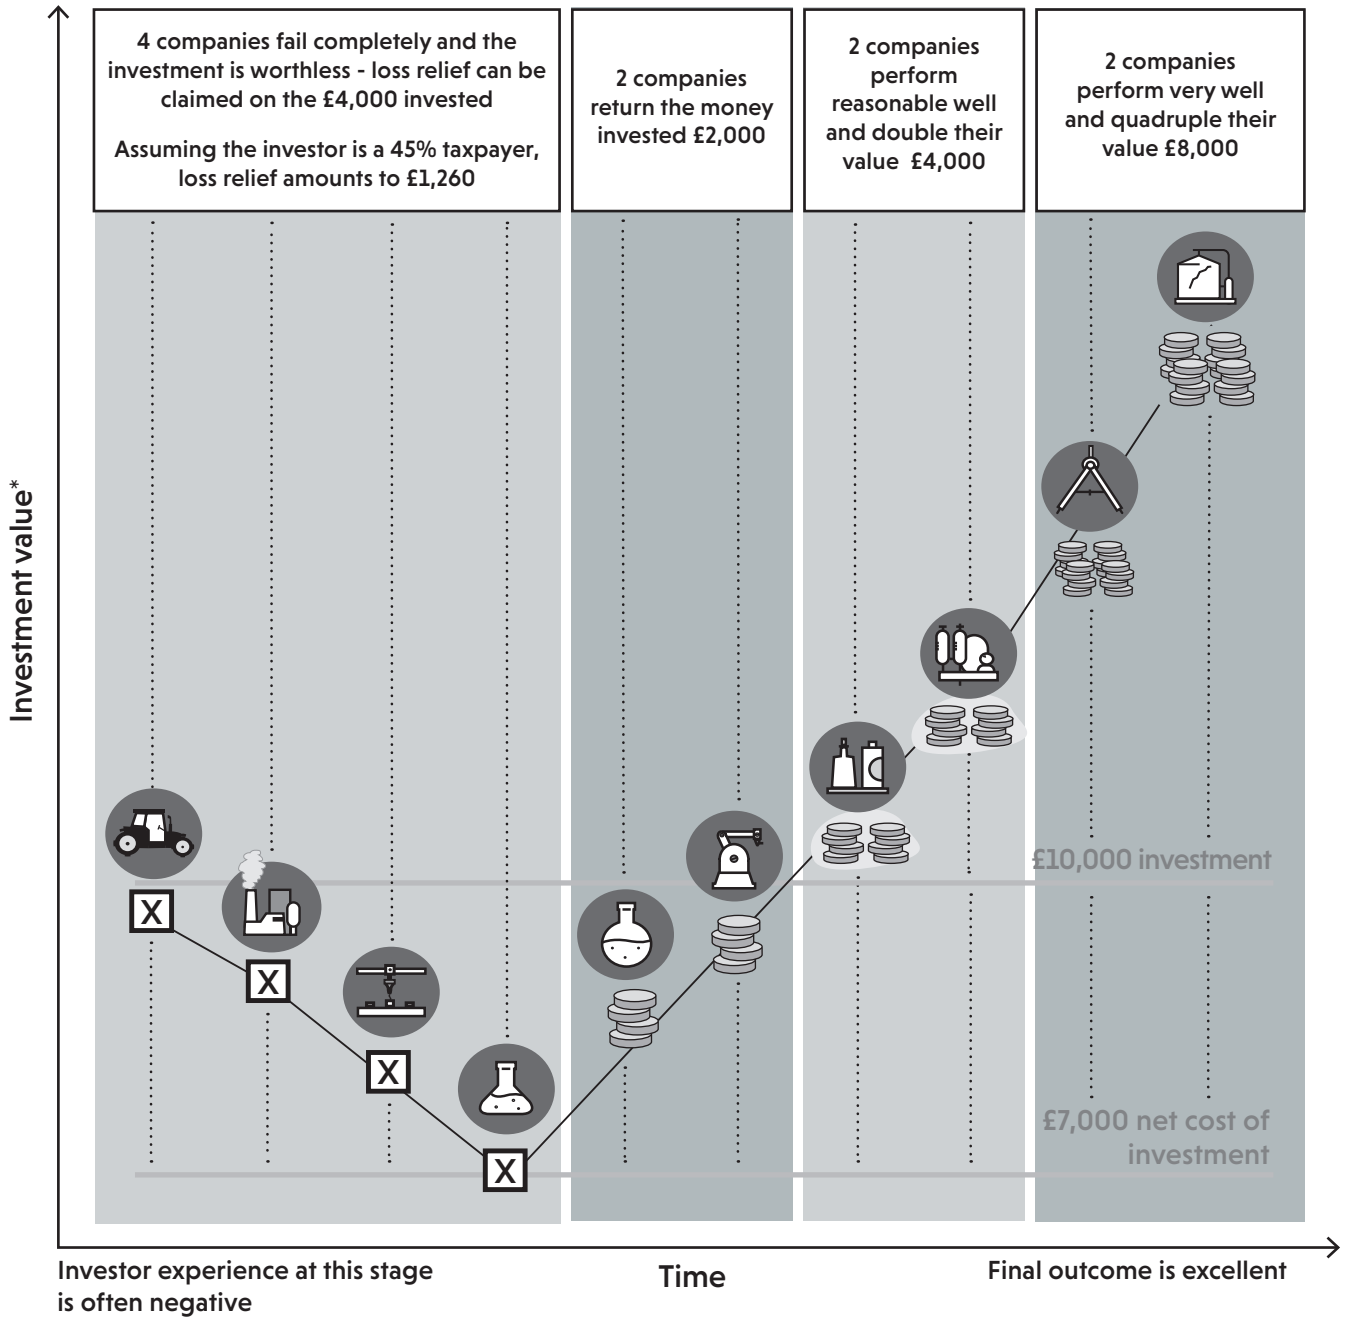 4 companies fail completely and the
investment is worthless - loss relief can be
claimed on the £4,000 invested
Assuming the investor is a 45% taxpayer,
loss relief amounts to £1,260
2 companies
return the money
invested £2,000
2 companies
perform
reasonable well
and double their
value £4,000
2 companies
perform very well
and quadruple their
value £8,000
Investment value*
£10,000 investment
X
X
X
X
£7,000 net cost of
investment
Investor experience at this stage
is often negative
Time
Final outcome is excellent